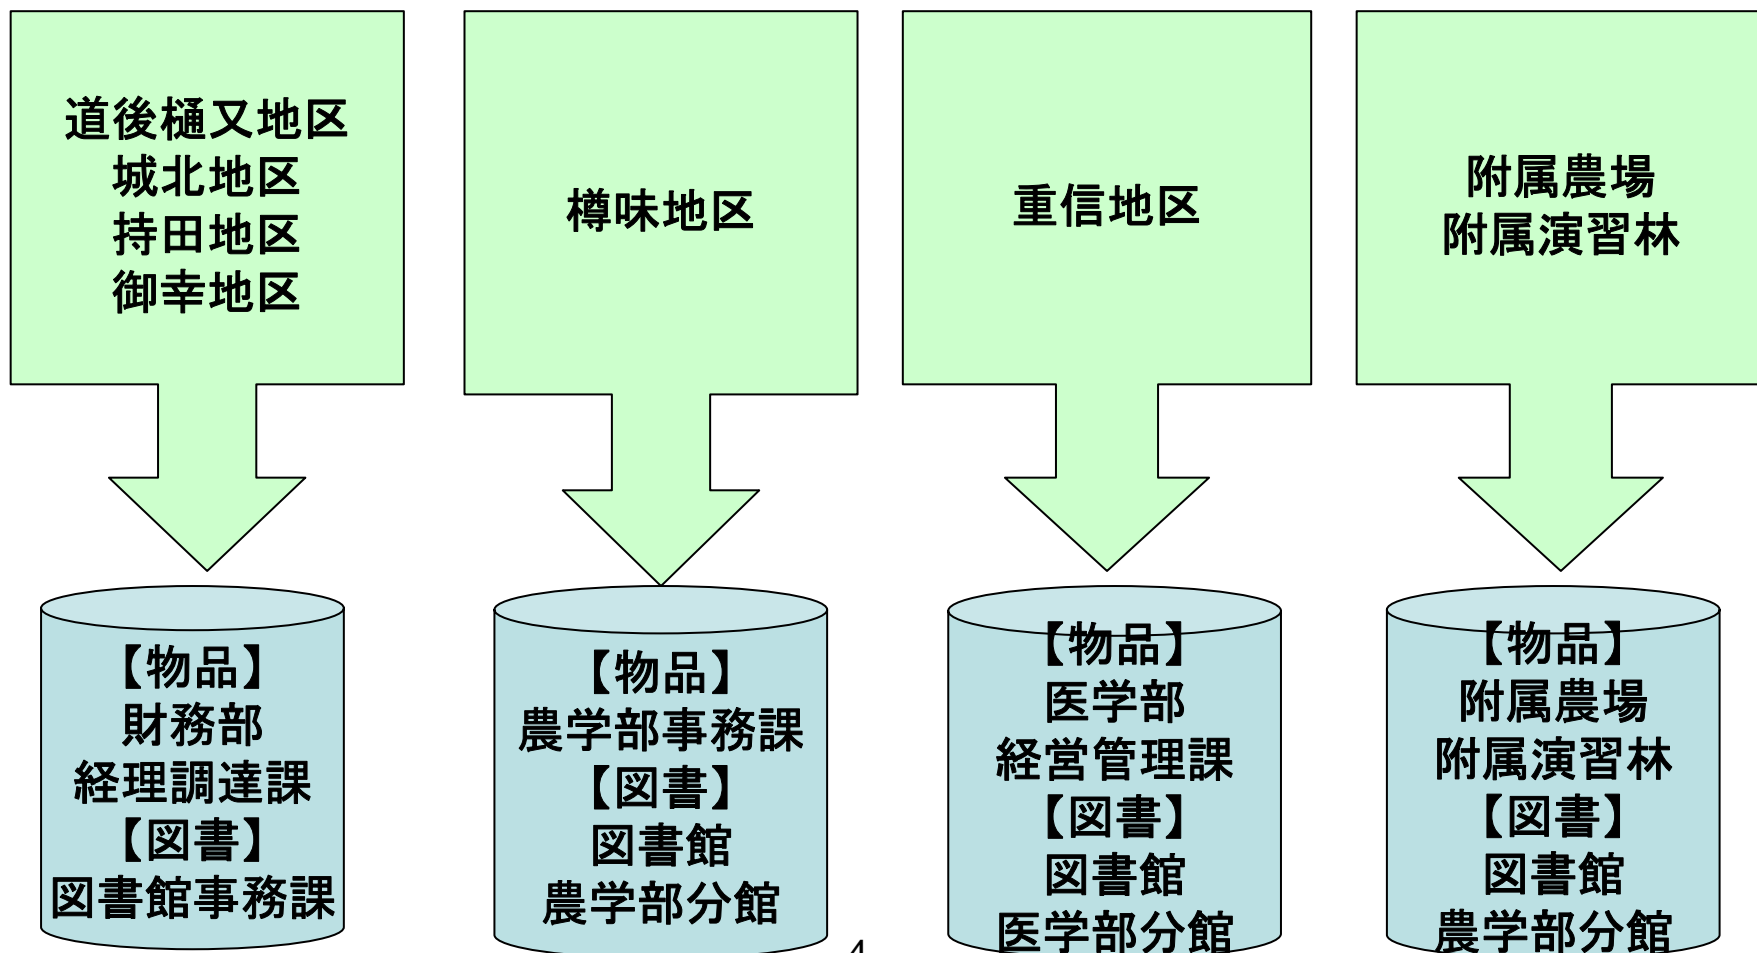 道後樋又地区
城北地区
持田地区
御幸地区
樽味地区
重信地区
附属農場
附属演習林
【物品】
財務部
経理調達課
【図書】
図書館事務課
【物品】
農学部事務課
【図書】
図書館
農学部分館
【物品】
医学部
経営管理課
【図書】
図書館
医学部分館
【物品】
附属農場
附属演習林
【図書】
図書館
農学部分館
4